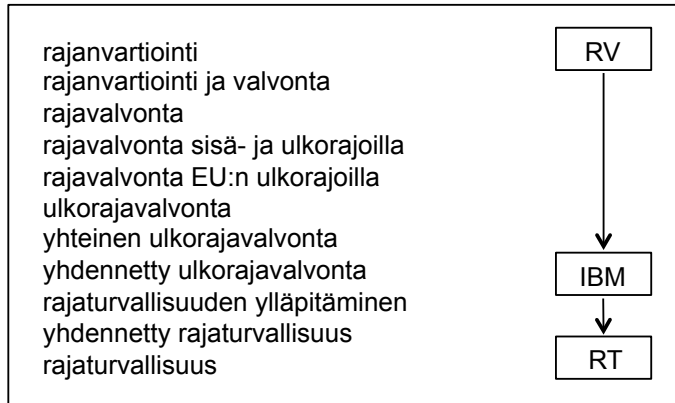 rajanvartiointi
rajanvartiointi ja valvonta
rajavalvonta
rajavalvonta sisä- ja ulkorajoilla
rajavalvonta EU:n ulkorajoilla
ulkorajavalvonta
yhteinen ulkorajavalvonta
yhdennetty ulkorajavalvonta
rajaturvallisuuden ylläpitäminen
yhdennetty rajaturvallisuus
rajaturvallisuus
RV
IBM
RT